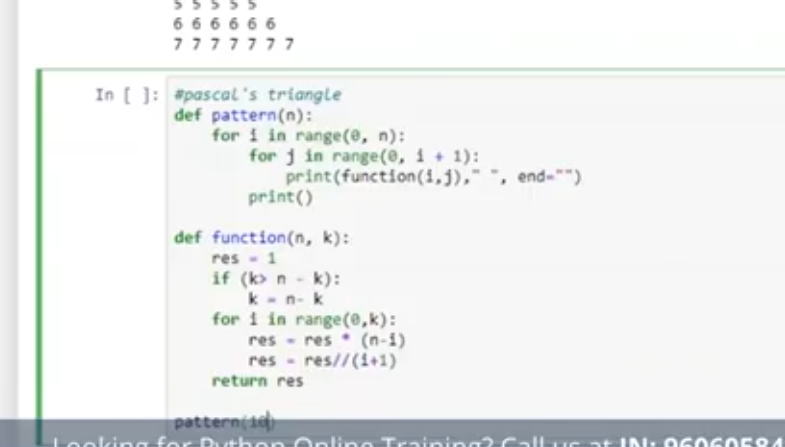 5 5 5 5 5
6 6 6 6 6 6
7 7 7 7 7 7 7
In [ ]: #pascal's triangle
def pattern(n):
for i in range(0, n):
for j in range(0, i + 1):
print(function(i,j)," ", end="")
print()
def function(n, k):
res = 1
if (k> n - k):
k = n- k
for i in range(0,k):
res = res * (n-i)
res = res//(i+1)
return res
pattern(10)
Looking for Python Online Training? Call us at IN: 96060584